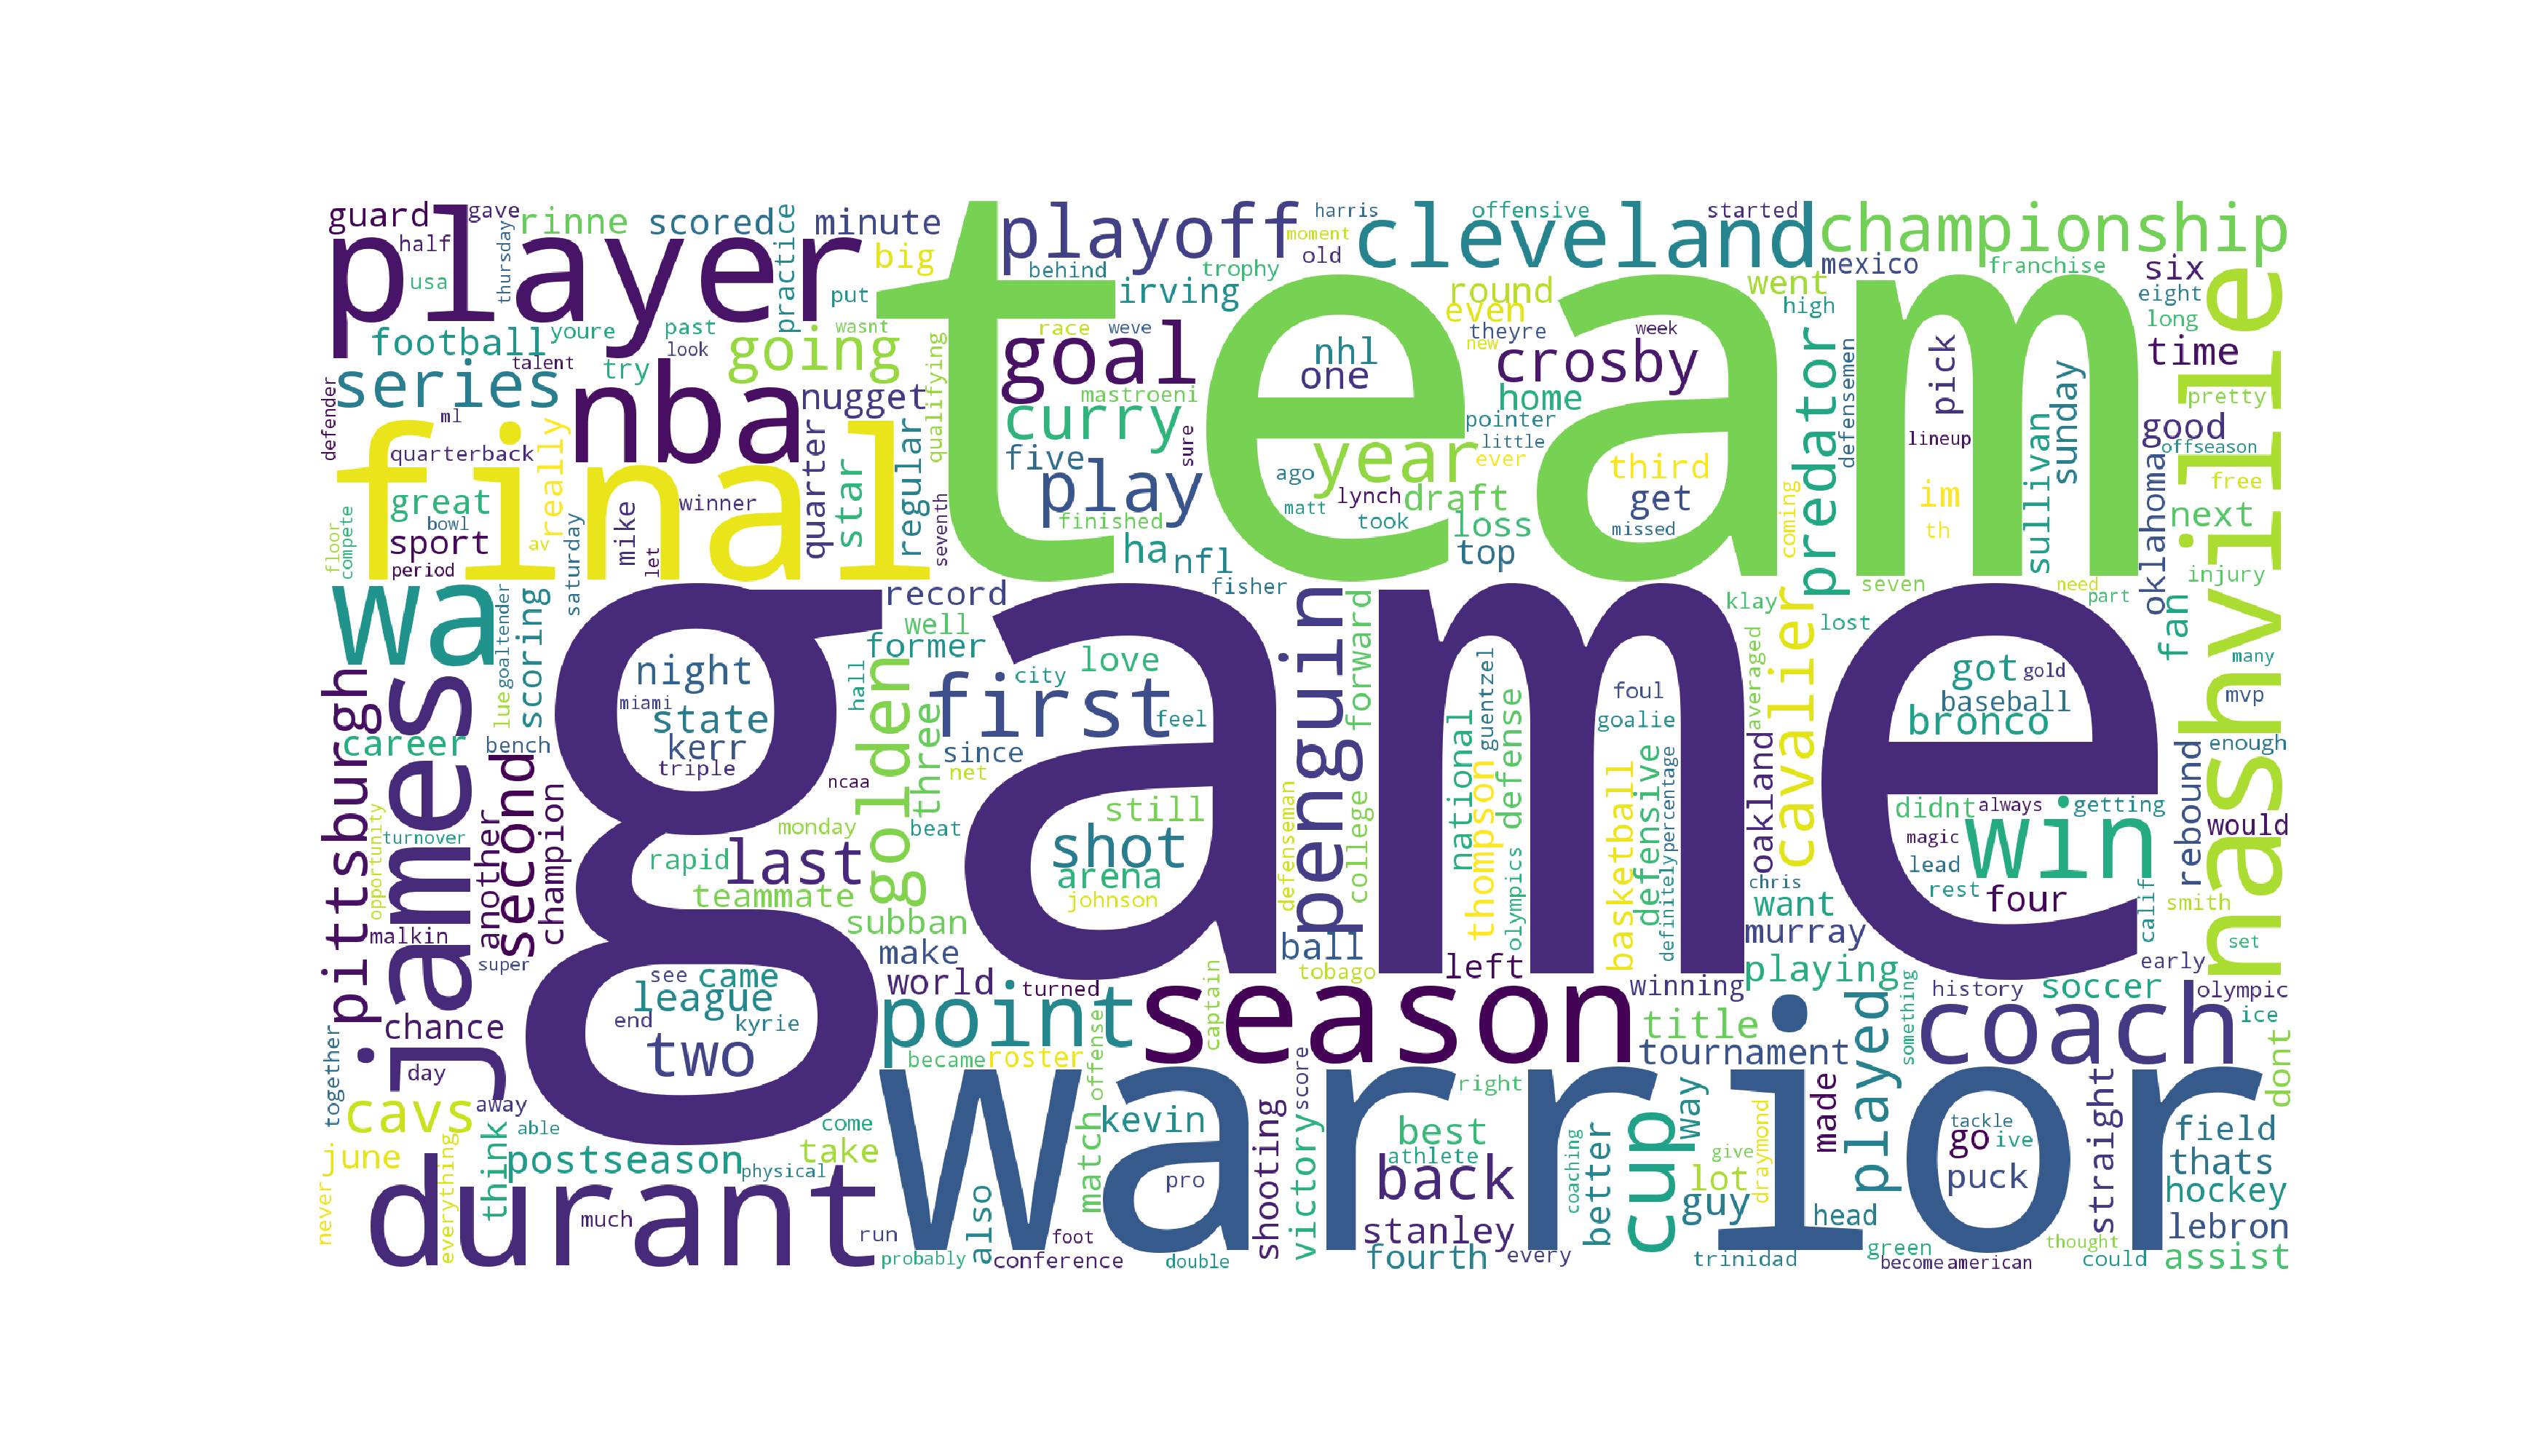 team
game
warrior
final
player
nba
durant
james
nashville
season
coach
point
first
win
cleveland
championship
playoff
goal
wa
penguin
golden
cavalier
predator
pittsburgh
second
cup
played
play
year
curry
crosby
series
going
shot
last
two
back
cavs
guard
gave
rinne
scored
minute
practice
half
usa
thursday
big
put
harris
offensive
started
moment
old
behind
trophy
irving
round
even
went
mexico
franchise
six
eight
high
long
time
football
youre
past
wasnt
look
talent
try
race
weve
theyre
week
new
nhl
one
home
mastroeni
pointer
little
ever
nugget
qualifying
defender
ml
quarterback
great
really
bowl
sport
av
period
floor
compete
saturday
mike
winner
let
quarter
star
regular
seventh
five
sure
ago
matt
lynch
took
draft
third
get
missed
loss
top
finished
ha
nfl
fisher
defensemen
pick
lineup
im
th
coming
sunday
sullivan
good
pretty
offseason
free
oklahoma
next
injury
seven
need
part
fan
lost
klay
many
mvp
record
well
former
love
city
feel
hall
three
since
net
forward
night
miami
state
kerr
triple
ncaa
goaltender
lue
scoring
career
bench
champion
another
turnover
opportunity
malkin
super
monday
beat
rapid
teammate
subban
still
arena
johnson
defenseman
college
national
guentzel
thompson
defense
olympics
foul
goalie
basketball
defensive
definitely
percentage
averaged
oakland
got
gold
baseball
bronco
didnt
always
getting
magic
lead
rest
four
chris
want
murray
rebound
enough
would
smith
calif
set
early
playing
make
world
turned
ball
tobago
left
captain
winning
title
tournament
history
soccer
olympic
ice
something
dont
see
came
league
end
kyrie
chance
day
away
together
became
roster
offense
right
score
able
think
postseason
june
never
everything
physical
take
come
much
run
probably
also
match
kevin
pro
foot
conference
double
shooting
victory
best
athlete
stanley
fourth
every
coaching
better
way
lot
give
guy
draymond
trinidad
made
head
tackle
go
ive
puck
green
become
american
thought
could
straight
field
thats
hockey
lebron
assist